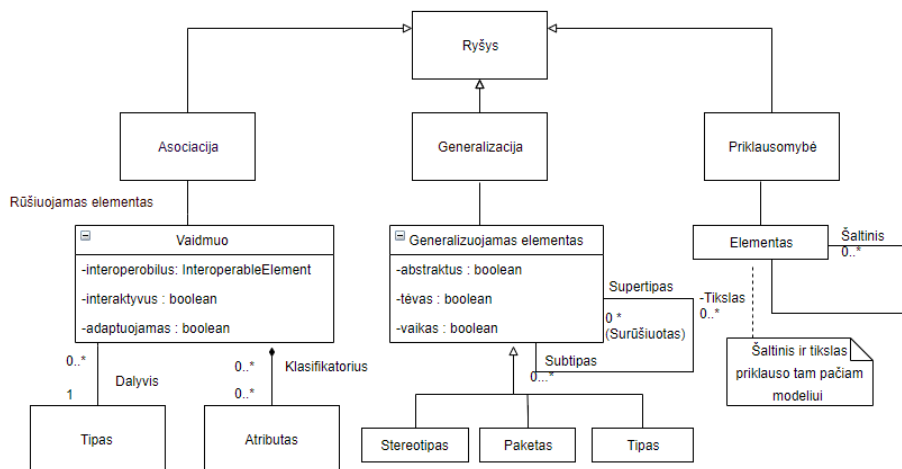 Ryšys
Asociacija
Generalizacija
Priklausomybė
Rūšiuojamas elementas
Vaidmuo
-interoperobilus: InteroperableElement
-interaktyvus : boolean
-adaptuojamas : boolean
Generalizuojamas elementas
-abstraktus : boolean
-tėvas : boolean
-vaikas : boolean
Elementas
Šaltinis
0..*
Supertipas
0 *
(Surūšiuotas)
-Tikslas
0..*
Subtipas
0...*
Šaltinis ir tikslas
priklauso tam pačiam
modeliui
0..*
Dalyvis
1
0..*
Klasifikatorius
0..*
Tipas
Atributas
Stereotipas
Paketas
Tipas